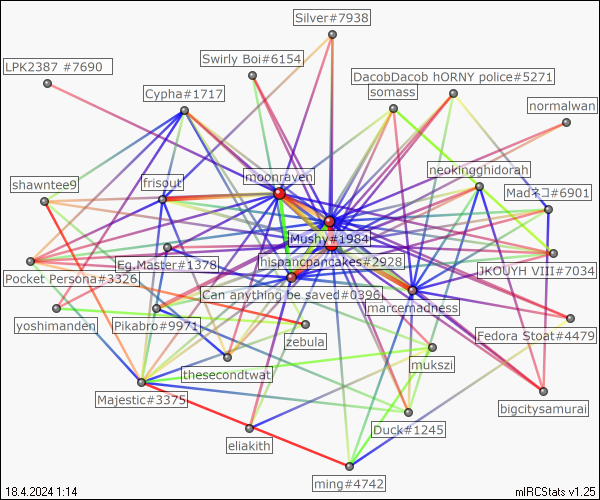 Silver#7938
Swirly Boi#6154
LPK2387 #7690
DacobDacob hORNY police#5271
somass
Cypha#1717
normalwan
moonraven
neokingghidorah
shawntee9
frisout
Madネコ#6901
Mushy#1984
hispancpancakes#2928
Eg.Master#1378
JKOUYH VIII#7034
Pocket Persona#3326
Can anything be saved#0396
marcemadness
yoshimanden
Pikabro#9971
Fedora Stoat#4479
zebula
mukszi
thesecondtwat
Majestic#3375
bigcitysamurai
Duck#1245
eliakith
ming#4742
18.4.2024 1:14
mIRCStats v1.25